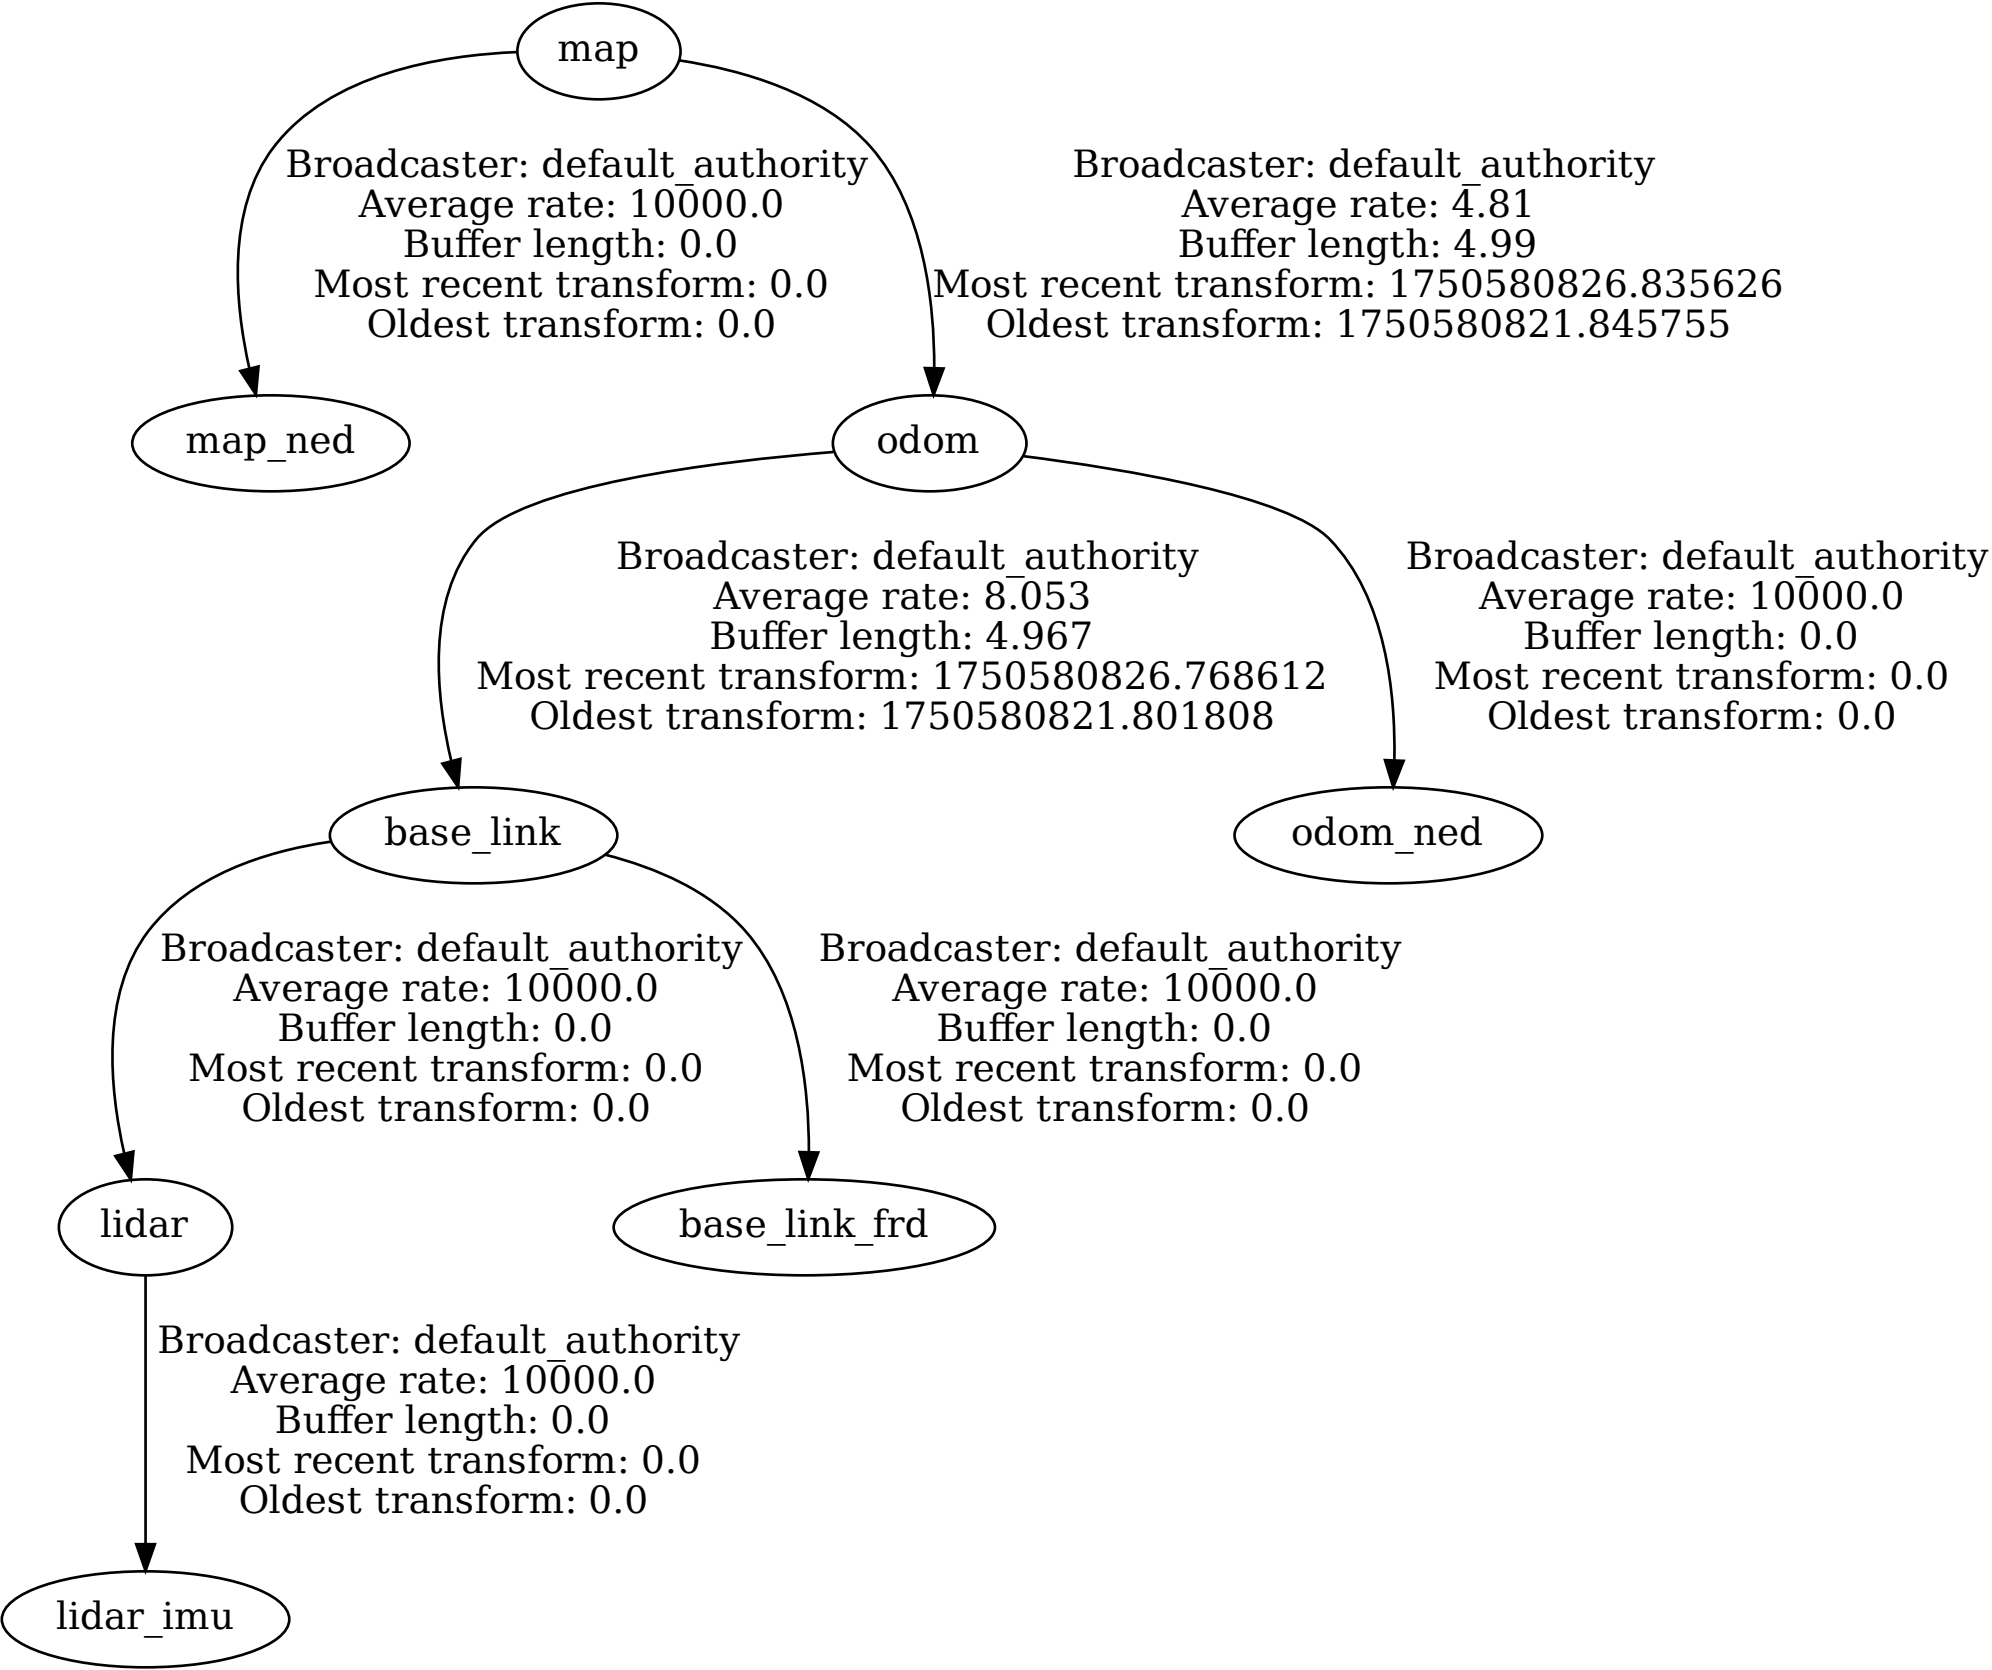 map
Broadcaster: default_authority
Average rate: 10000.0
Buffer length: 0.0
Most recent transform: 0.0
Oldest transform: 0.0
Broadcaster: default_authority
Average rate: 4.81
Buffer length: 4.99
Most recent transform: 1750580826.835626
Oldest transform: 1750580821.845755
map_ned
odom
Broadcaster: default_authority
Average rate: 8.053
Buffer length: 4.967
Most recent transform: 1750580826.768612
Oldest transform: 1750580821.801808
Broadcaster: default_authority
Average rate: 10000.0
Buffer length: 0.0
Most recent transform: 0.0
Oldest transform: 0.0
base_link
odom_ned
Broadcaster: default_authority
Average rate: 10000.0
Buffer length: 0.0
Most recent transform: 0.0
Oldest transform: 0.0
Broadcaster: default_authority
Average rate: 10000.0
Buffer length: 0.0
Most recent transform: 0.0
Oldest transform: 0.0
lidar
base_link_frd
Broadcaster: default_authority
Average rate: 10000.0
Buffer length: 0.0
Most recent transform: 0.0
Oldest transform: 0.0
lidar_imu